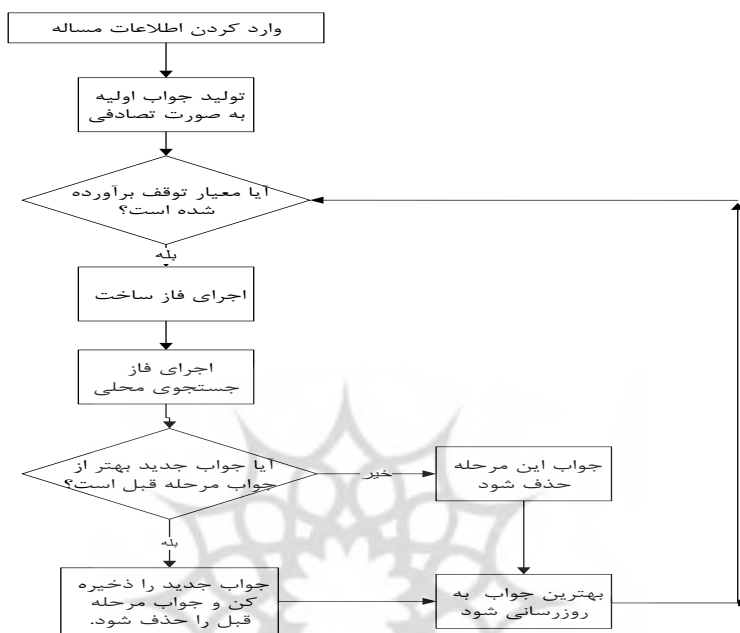 وارد کردن اطلاعات مساله
تولید جواب اولیه
به صورت تصادفی
آیا معیار توقف برآورده
شده است؟
بله
اجرای فاز ساخت
اجرای فاز
جستجوی محلی
آیا جواب جدید بهتر از
جواب مرحله قبل است؟
خیر
جواب این مرحله
حذف شود
بله
جواب جدید را ذخیره
کن و جواب مرحله
قبل را حذف شود.
بهترین جواب به
روزرسانی شود